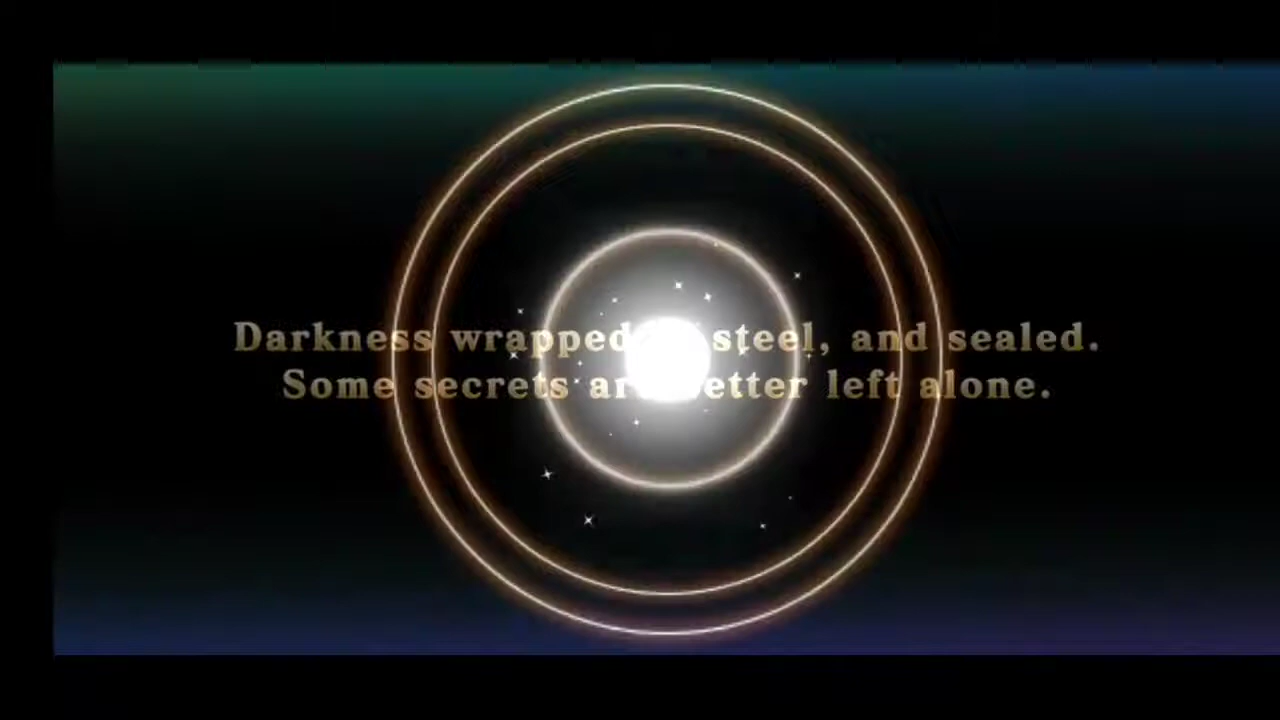 Darkness wrapped steel, and sealed.
Some secrets left alone.